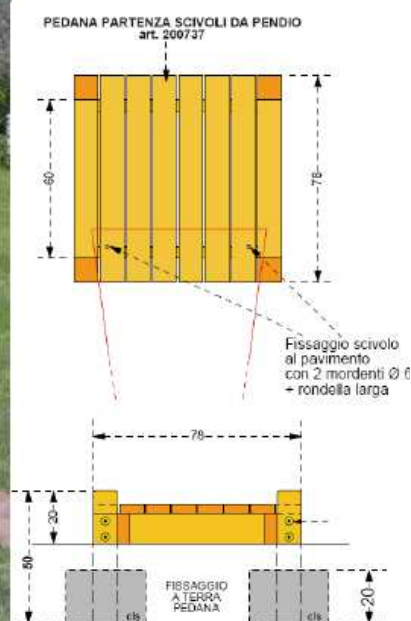 PEDANA PARTENZA SCIVOLI DA PENDIO
art. 200737
60
78
Fissaggio scivolo
al pavimento
con 2 mordenti Ø 6
+ rondella larga
78
20
50
FISSAGGIO
A TERRA
PEDANA
20
cls
cls